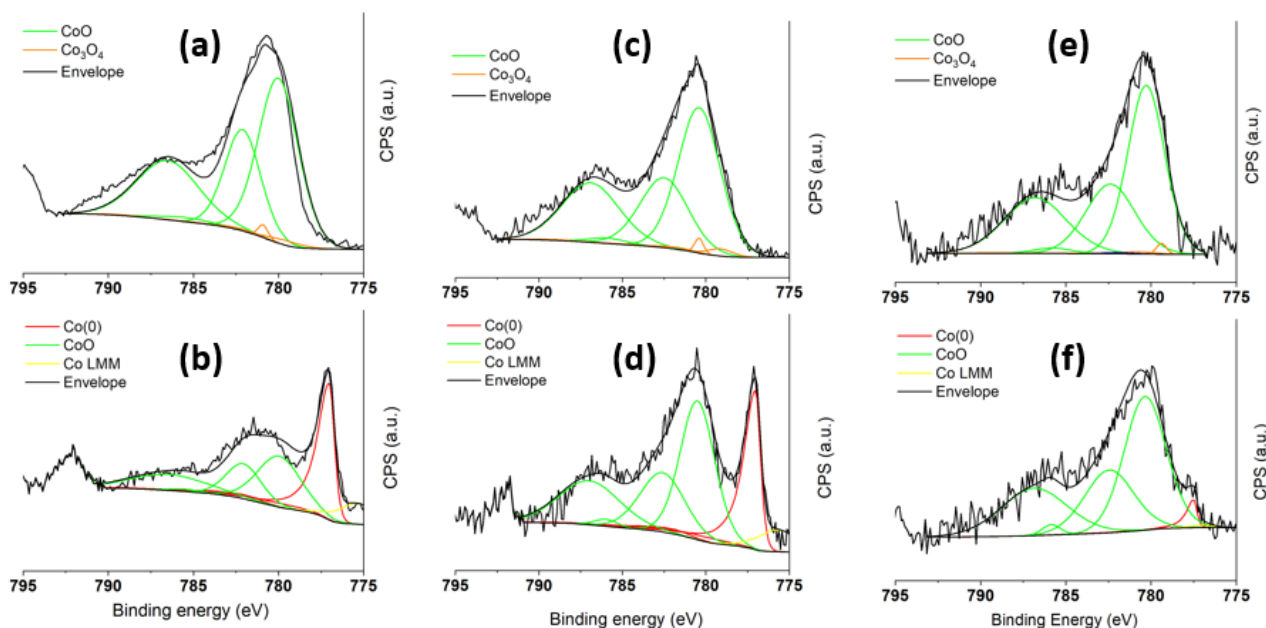 (a)
CoO
Co₃O₄
Envelope
CPS (a.u.)
795 790 785 780 775
(c)
CoO
Co₃O₄
Envelope
CPS (a.u.)
795 790 785 780 775
(e)
CoO
Co₃O₄
Envelope
CPS (a.u.)
795 790 785 780 775
(b)
Co(0)
CoO
Co LMM
Envelope
CPS (a.u.)
795 790 785 780 775
Binding energy (eV)
(d)
Co(0)
CoO
Co LMM
Envelope
CPS (a.u.)
795 790 785 780 775
Binding energy (eV)
(f)
Co(0)
CoO
Co LMM
Envelope
CPS (a.u.)
795 790 785 780 775
Binding Energy (eV)